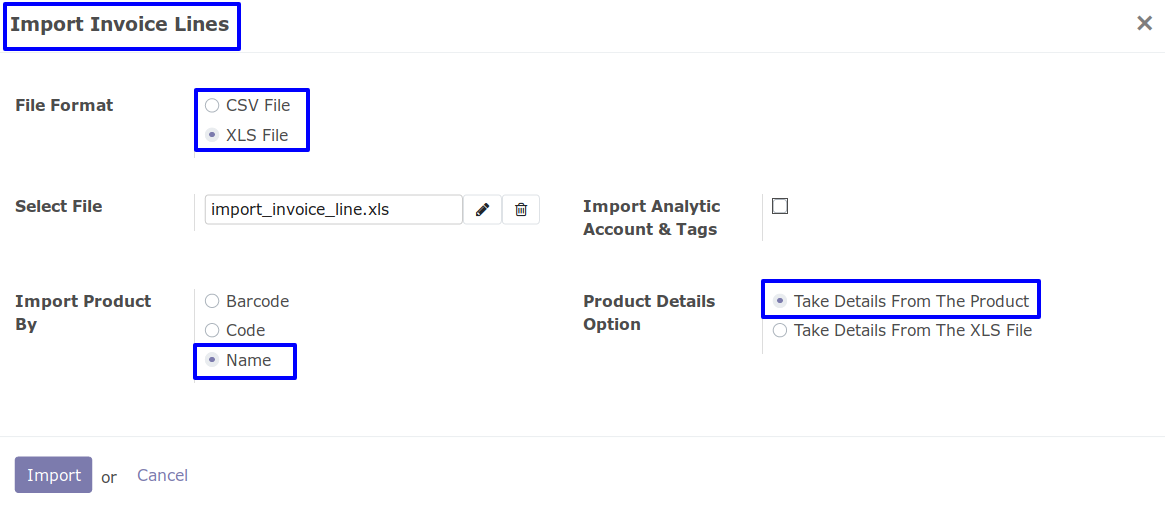 Import Invoice Lines
File Format
CSV File
XLS File
Select File
import_invoice_line.xls
Import Analytic
Account & Tags
Import Product
By
Barcode
Code
Name
Product Details
Option
Take Details From The Product
Take Details From The XLS File
Import or Cancel